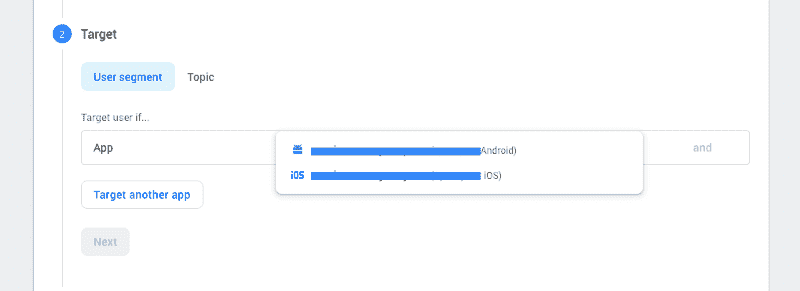 2 Target
User segment Topic
Target user if...
App and
Android)
iOS iOS)
Target another app
Next